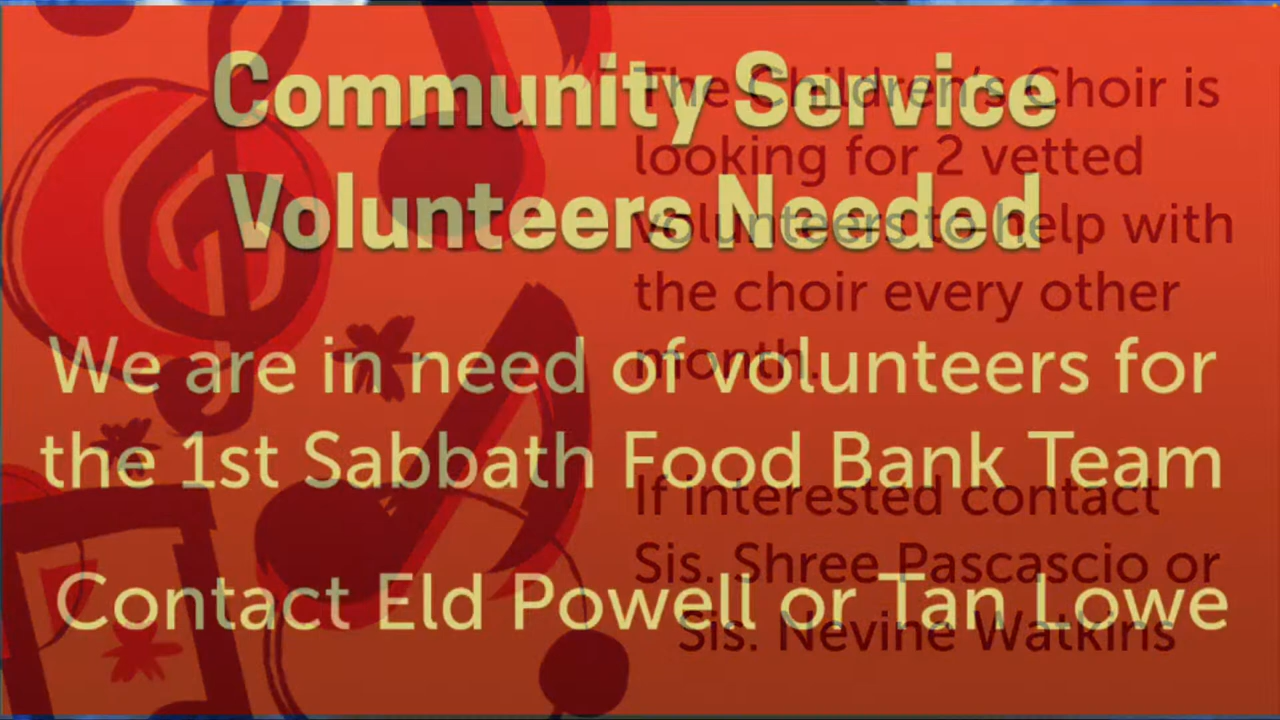 Community Service
Volunteers Needed
We are in need of volunteers for
the 1st Sabbath Food Bank Team
Contact Eld Powell or Tan Lowe
The Children's Choir is
looking for 2 vetted
volunteers to help with
the choir every other
month.
If interested contact
Sis. Shree Pascascio or
Sis. Nevine Watkins